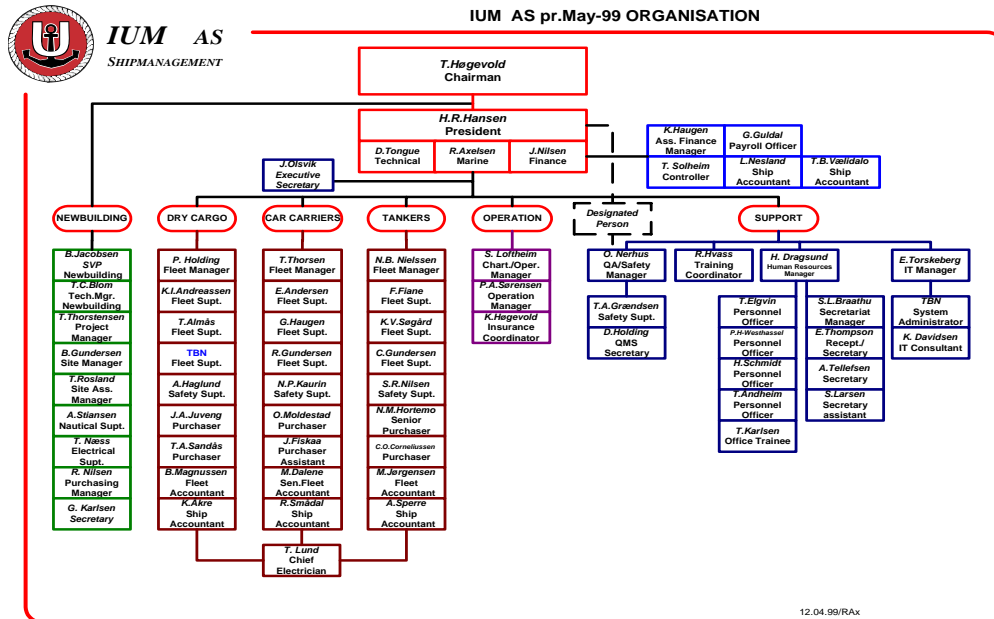 IUM AS pr.May-99 ORGANISATION
IUM AS
SHIPMANAGEMENT
T.Høgevold
Chairman
H.R.Hansen
President
D.Tongue
Technical
R.Axelsen
Marine
J.Nilsen
Finance
K.Haugen
Ass. Finance
Manager
G.Guldal
Payroll Officer
T. Solheim
Controller
L.Nesland
Ship
Accountant
T.B.Vælidalo
Ship
Accountant
J.Olsvik
Executive
Secretary
NEWBUILDING
DRY CARGO
CAR CARRIERS
TANKERS
OPERATION
Designated
Person
SUPPORT
B.Jacobsen
SVP
Newbuilding
T.C.Blom
Tech.Mgr.
Newbuilding
T.Thorstensen
Project
Manager
B.Gundersen
Site Manager
T.Rosland
Site Ass.
Manager
A.Stiansen
Nautical Supt.
T. Næss
Electrical
Supt.
R. Nilsen
Purchasing
Manager
G. Karlsen
Secretary
P. Holding
Fleet Manager
K.I.Andreassen
Fleet Supt.
T.Almås
Fleet Supt.
TBN
Fleet Supt.
A.Haglund
Safety Supt.
J.A.Juveng
Purchaser
T.A.Sandås
Purchaser
B.Magnussen
Fleet
Accountant
K.Akre
Ship
Accountant
T.Thorsen
Fleet Manager
E.Andersen
Fleet Supt.
G.Haugen
Fleet Supt.
R.Gundersen
Fleet Supt.
N.P.Kaurin
Safety Supt.
O.Moldestad
Purchaser
J.Fiskaa
Purchaser
Assistant
M.Dalene
Sen.Fleet
Accountant
R.Smådal
Ship
Accountant
N.B. Nielssen
Fleet Manager
F.Fiane
Fleet Supt.
K.V.Søgård
Fleet Supt.
C.Gundersen
Fleet Supt.
S.R.Nilsen
Safety Supt.
N.M.Hortemo
Senior
Purchaser
C.O.Corneliussen
Purchaser
M.Jørgensen
Fleet
Accountant
A.Sperre
Ship
Accountant
T. Lund
Chief
Electrician
S. Loftheim
Chart./Oper.
Manager
P.A.Sørensen
Operation
Manager
K.Høgevold
Insurance
Coordinator
O. Nerhus
QA/Safety
Manager
T.A.Grændsen
Safety Supt.
D.Holding
QMS
Secretary
R.Hvass
Training
Coordinator
H. Dragsund
Human Resources
Manager
T.Elgvin
Personnel
Officer
P.H-Westhassel
Personnel
Officer
H.Schmidt
Personnel
Officer
T.Andheim
Personnel
Officer
T.Karlsen
Office Trainee
S.L.Braathu
Secretariat
Manager
E.Thompson
Recept./
Secretary
A.Tellefsen
Secretary
S.Larsen
Secretary
assistant
E.Torskeberg
IT Manager
TBN
System
Administrator
K. Davidsen
IT Consultant
12.04.99/RAx